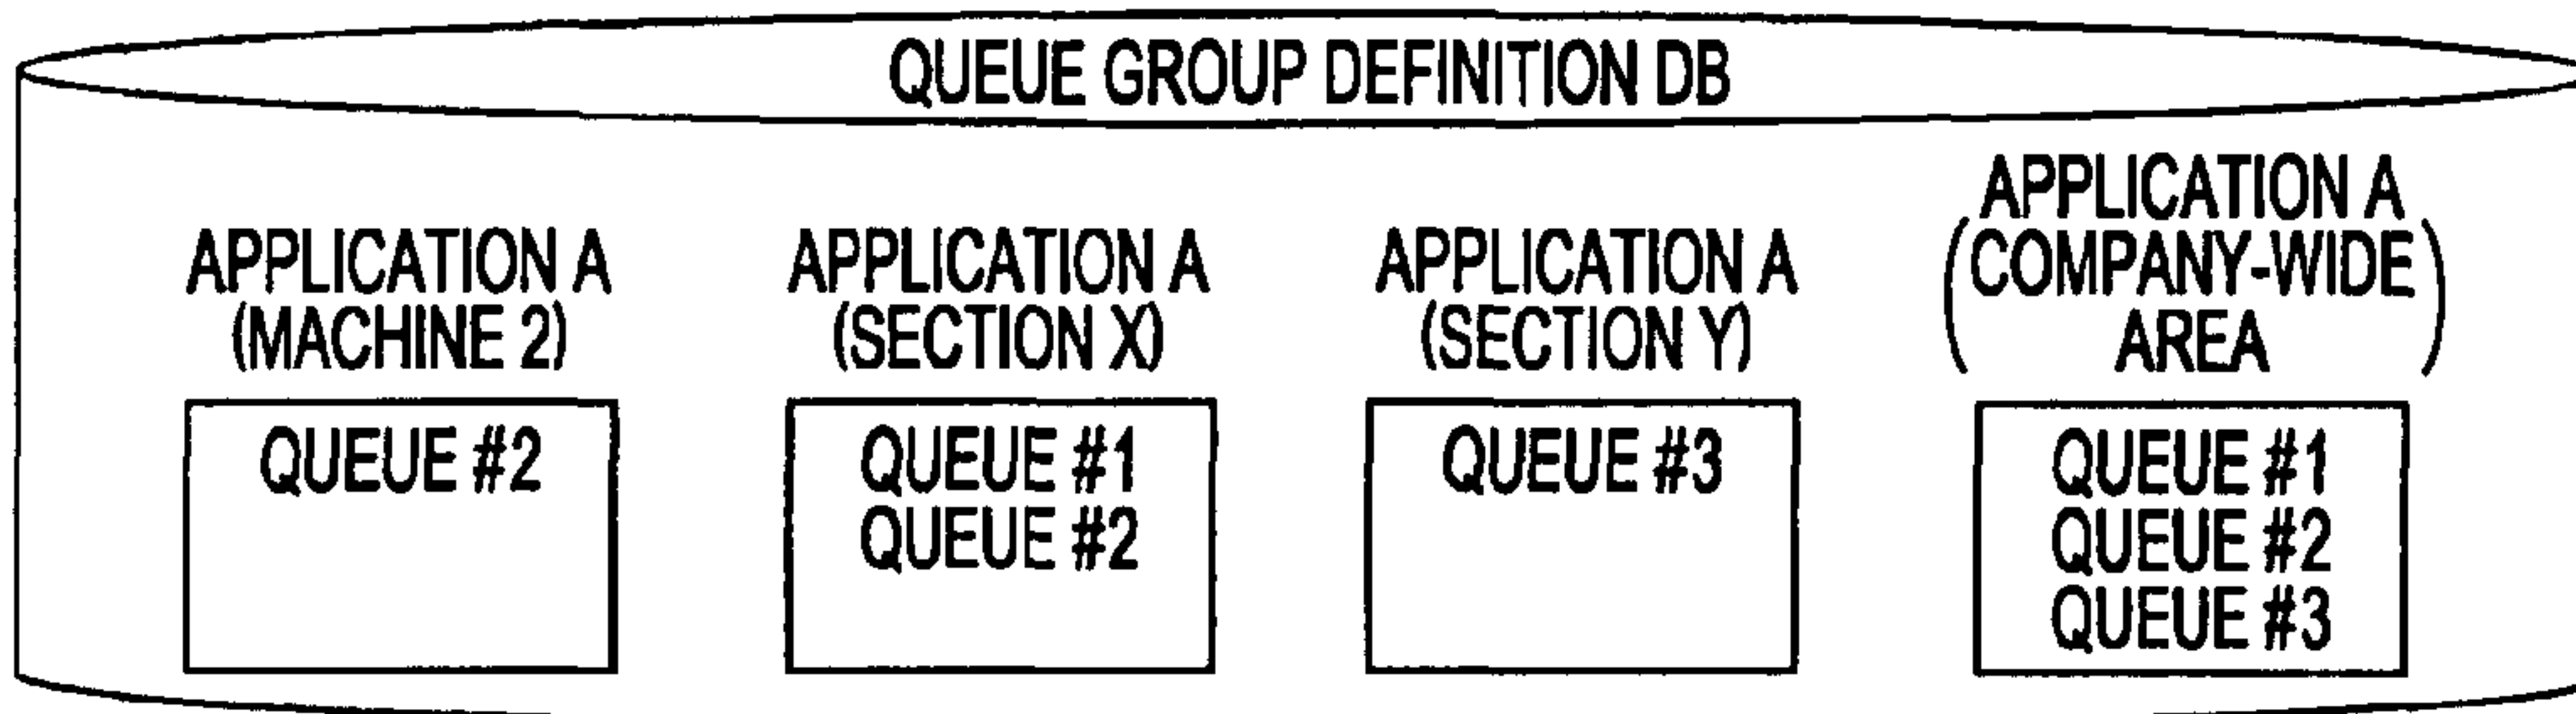 QUEUE GROUP DEFINITION DB
APPLICATION A
(MACHINE 2)
QUEUE #2
APPLICATION A
(SECTION X)
QUEUE #1
QUEUE #2
APPLICATION A
(SECTION Y)
QUEUE #3
APPLICATION A
(COMPANY-WIDE
AREA)
QUEUE #1
QUEUE #2
QUEUE #3